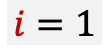 i = 1